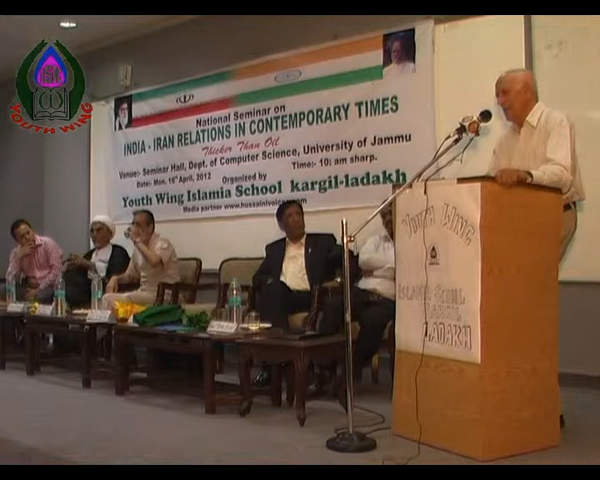 YOUTH WING
National Seminar on
INDIA - IRAN RELATIONS IN CONTEMPORARY TIMES
Thicker Than Oil
Venue:- Seminar Hall, Dept. of Computer Science, University of Jammu
Date:- Mon. 16th April, 2012 Time:- 10: am sharp.
Organized by
Youth Wing Islamia School kargil-ladakh
Media partner www.hussainivoice.com
YOUTH WING
ISLAMIA SCHOOL
KARGIL
LADAKH